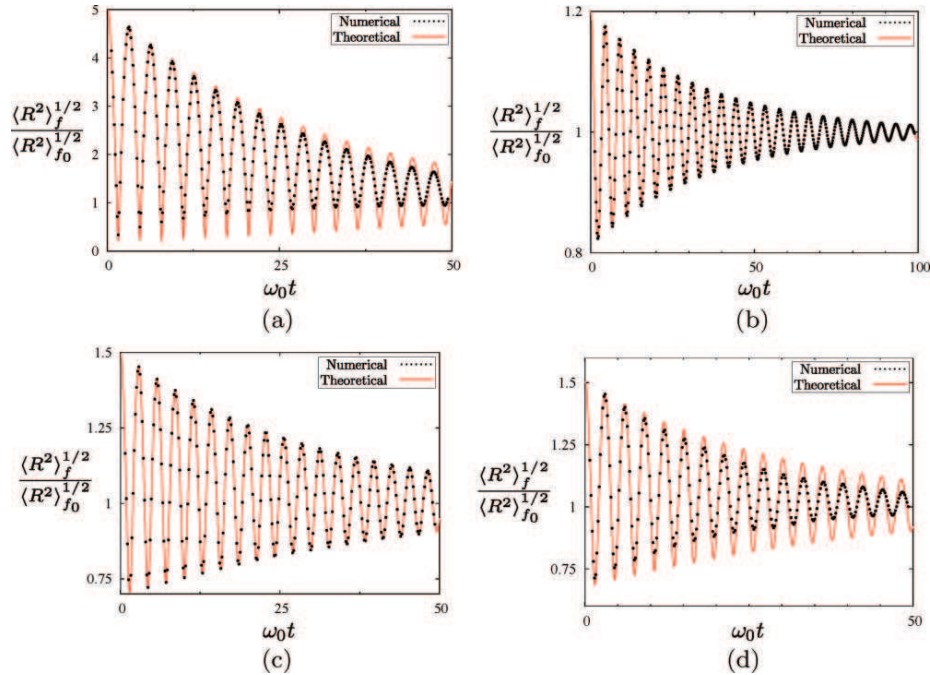 5
4
3
2
1
0
0
25
50
Numerical
Theoretical
⟨R²⟩_f^{1/2}
⟨R²⟩_{f₀}^{1/2}
ω₀t
(a)
1.2
1
0.8
0
50
100
Numerical
Theoretical
⟨R²⟩_f^{1/2}
⟨R²⟩_{f₀}^{1/2}
ω₀t
(b)
1.5
1.25
1
0.75
0
25
50
Numerical
Theoretical
⟨R²⟩_f^{1/2}
⟨R²⟩_{f₀}^{1/2}
ω₀t
(c)
1.5
1.25
1
0.75
0
50
Numerical
Theoretical
⟨R²⟩_f^{1/2}
⟨R²⟩_{f₀}^{1/2}
ω₀t
(d)